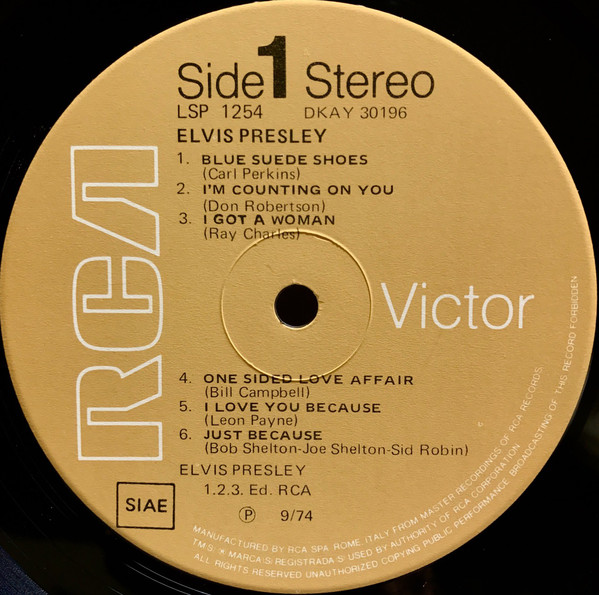 Side 1 Stereo
LSP 1254 DKAY 30196
ELVIS PRESLEY
1. BLUE SUEDE SHOES
(Carl Perkins)
2. I'M COUNTING ON YOU
(Don Robertson)
3. I GOT A WOMAN
(Ray Charles)
RCA
Victor
4. ONE SIDED LOVE AFFAIR
(Bill Campbell)
5. I LOVE YOU BECAUSE
(Leon Payne)
6. JUST BECAUSE
(Bob Shelton-Joe Shelton-Sid Robin)
ELVIS PRESLEY
1.2.3. Ed. RCA
SIAE
℗ 9/74
MANUFACTURED BY RCA SPA, ROME, ITALY FROM MASTER RECORDINGS OF RCA RECORDS.
TMS. ® MARCA(S) REGISTRADA(S) USED BY AUTHORITY OF RCA CORPORATION.
ALL RIGHTS RESERVED UNAUTHORIZED COPYING PUBLIC PERFORMANCE BROADCASTING OF THIS RECORD FORBIDDEN